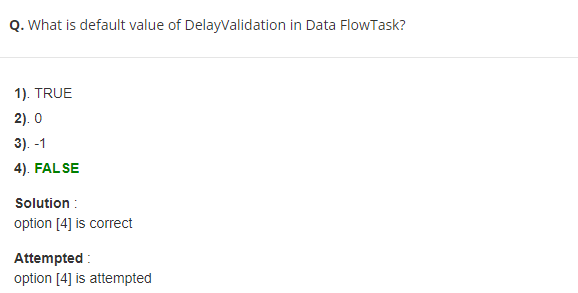 Q. What is default value of DelayValidation in Data FlowTask?
1). TRUE
2). 0
3). -1
4). FALSE
Solution :
option [4] is correct
Attempted :
option [4] is attempted